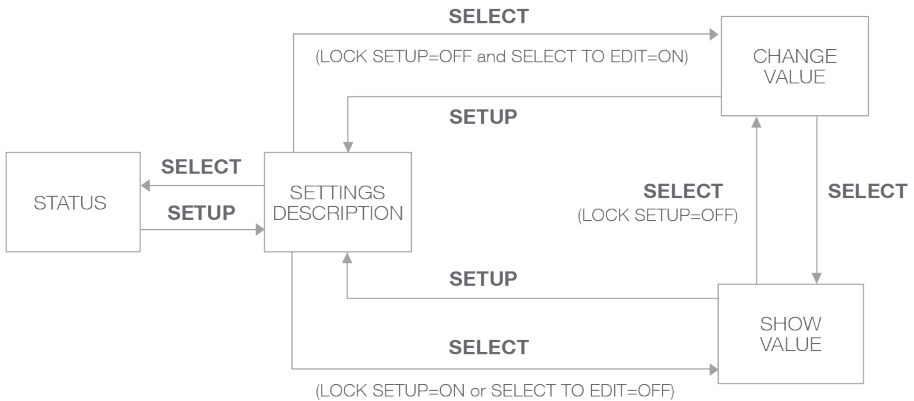 SELECT
(LOCK SETUP=OFF and SELECT TO EDIT=ON)
CHANGE
VALUE
SETUP
STATUS
SELECT
SETUP
SETTINGS
DESCRIPTION
SELECT
(LOCK SETUP=OFF)
SELECT
SETUP
SHOW
VALUE
SELECT
(LOCK SETUP=ON or SELECT TO EDIT=OFF)